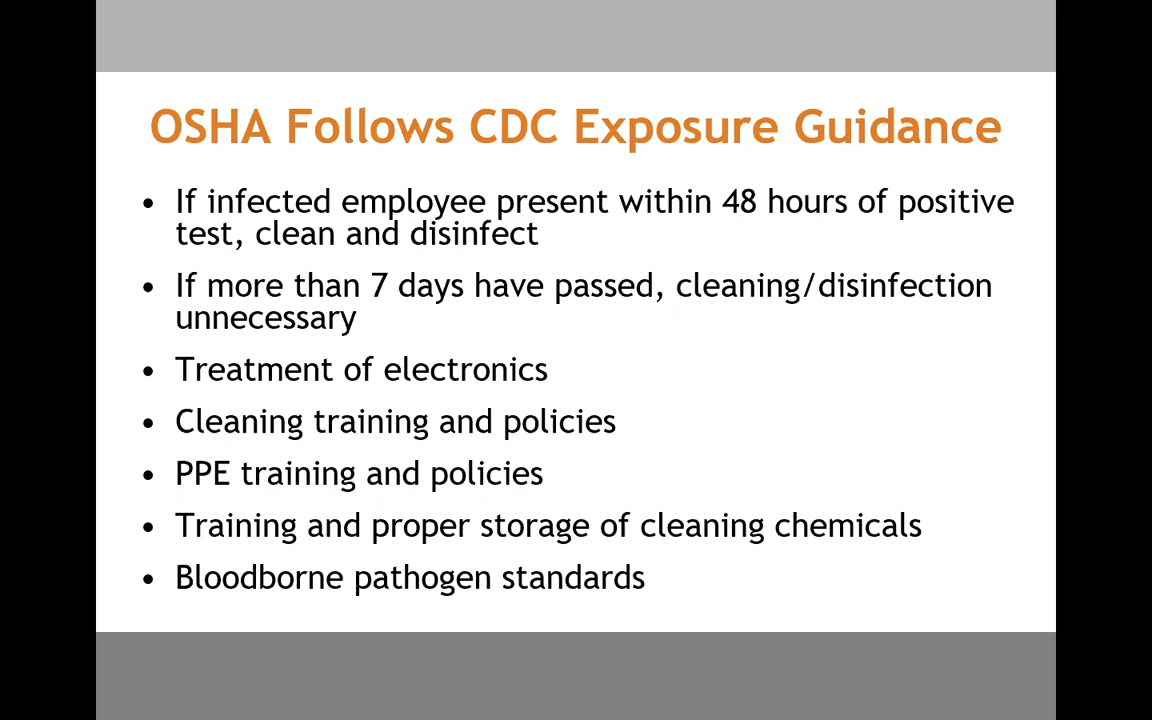 OSHA Follows CDC Exposure Guidance
• If infected employee present within 48 hours of positive
test, clean and disinfect
• If more than 7 days have passed, cleaning/disinfection
unnecessary
• Treatment of electronics
• Cleaning training and policies
• PPE training and policies
• Training and proper storage of cleaning chemicals
• Bloodborne pathogen standards